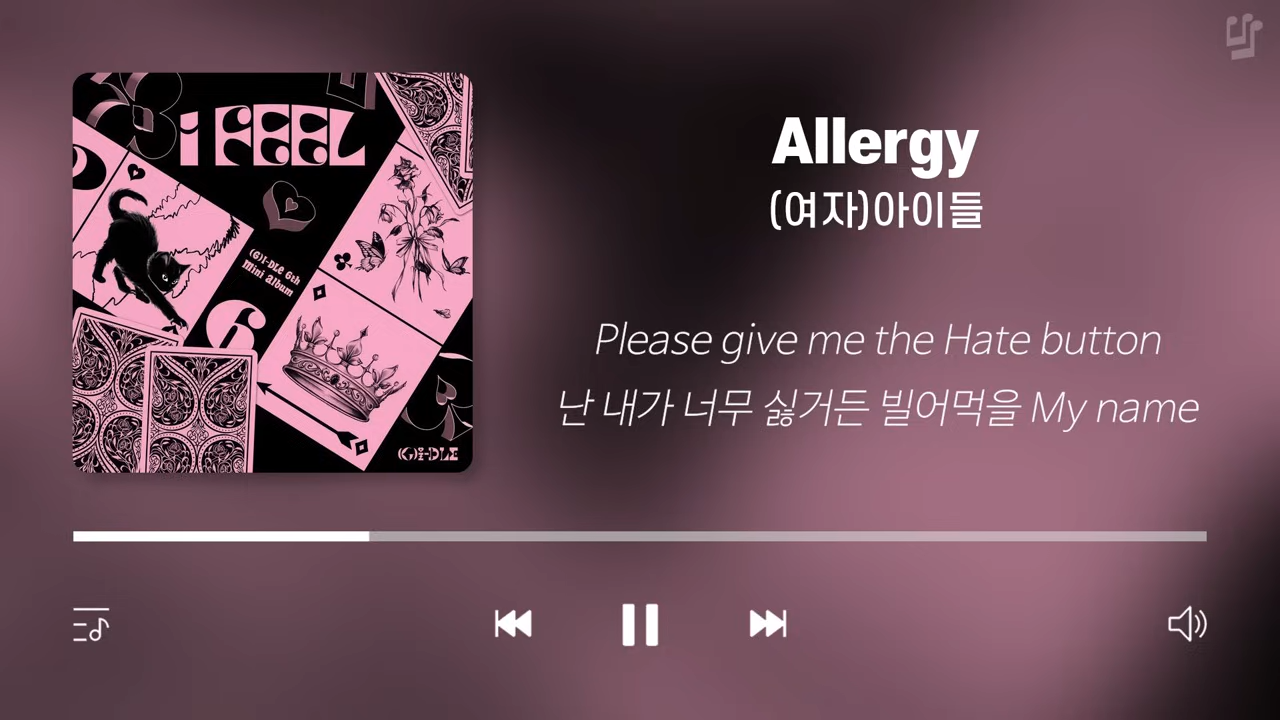 i FEEL
(G)I-DLE 6th
Mini Album
6
(G)I-DLE
Allergy
(여자)아이들
Please give me the Hate button
난 내가 너무 싫거든 빌어먹을 My name